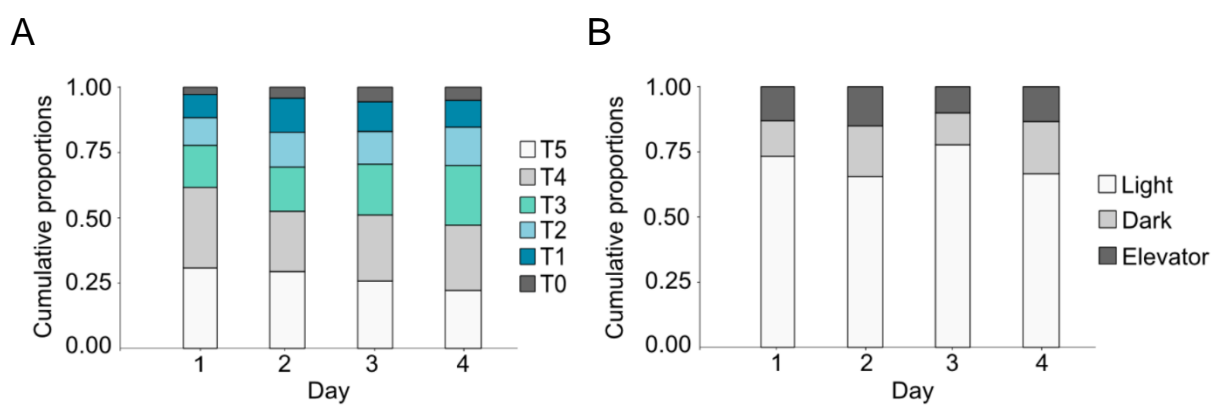 A
Cumulative proportions
1.00
0.75
0.50
0.25
0.00
1 2 3 4
Day
T5
T4
T3
T2
T1
T0
B
Cumulative proportions
1.00
0.75
0.50
0.25
0.00
1 2 3 4
Day
Light
Dark
Elevator